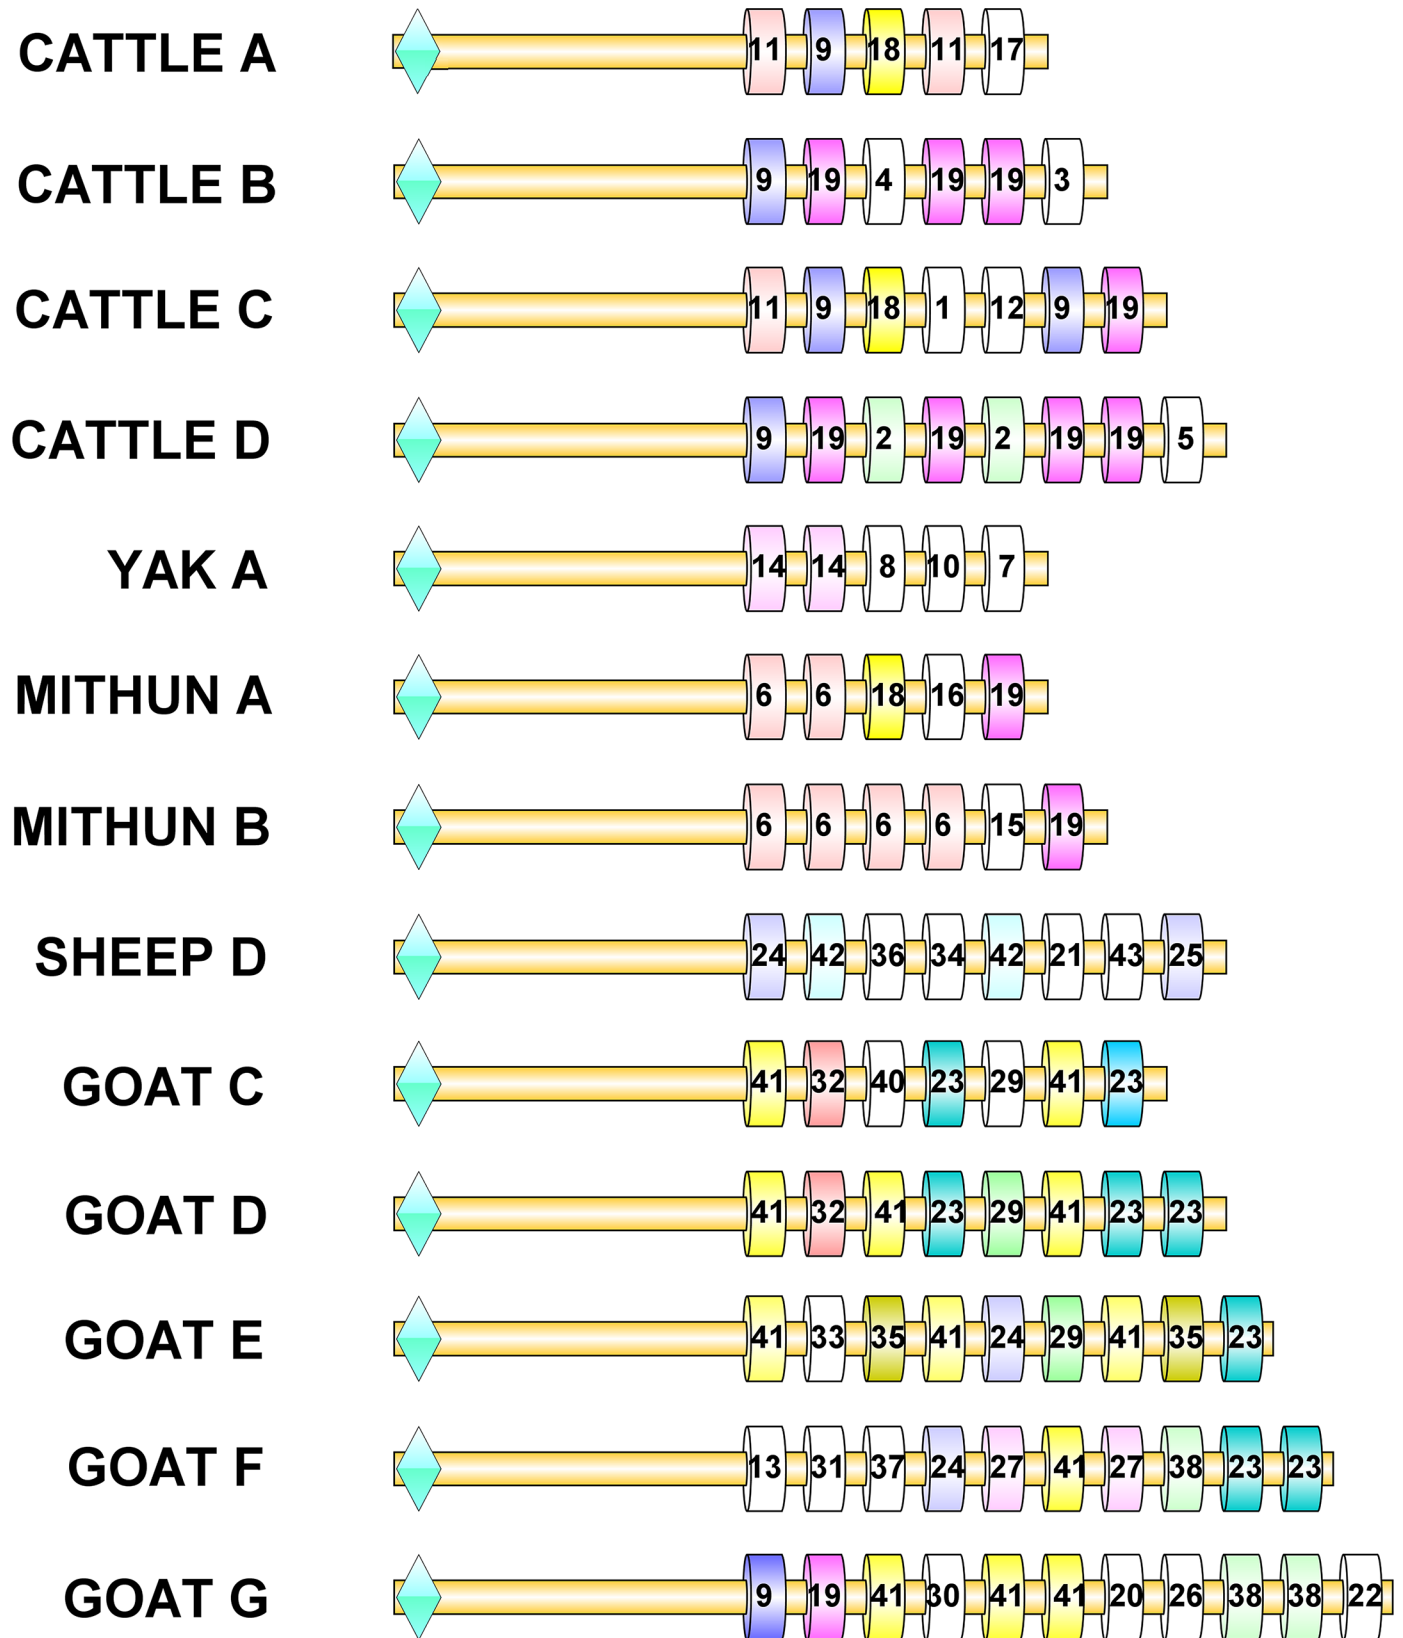 CATTLE A 11 9 18 11 17
CATTLE B 9 19 4 19 19 3
CATTLE C 11 9 18 1 12 9 19
CATTLE D 9 19 2 19 2 19 19 5
YAK A 14 14 8 10 7
MITHUN A 6 6 18 16 19
MITHUN B 6 6 6 6 15 19
SHEEP D 24 42 36 34 42 21 43 25
GOAT C 41 32 40 23 29 41 23
GOAT D 41 32 41 23 29 41 23 23
GOAT E 41 33 35 41 24 29 41 35 23
GOAT F 13 31 37 24 27 41 27 38 23 23
GOAT G 9 19 41 30 41 41 20 26 38 38 22